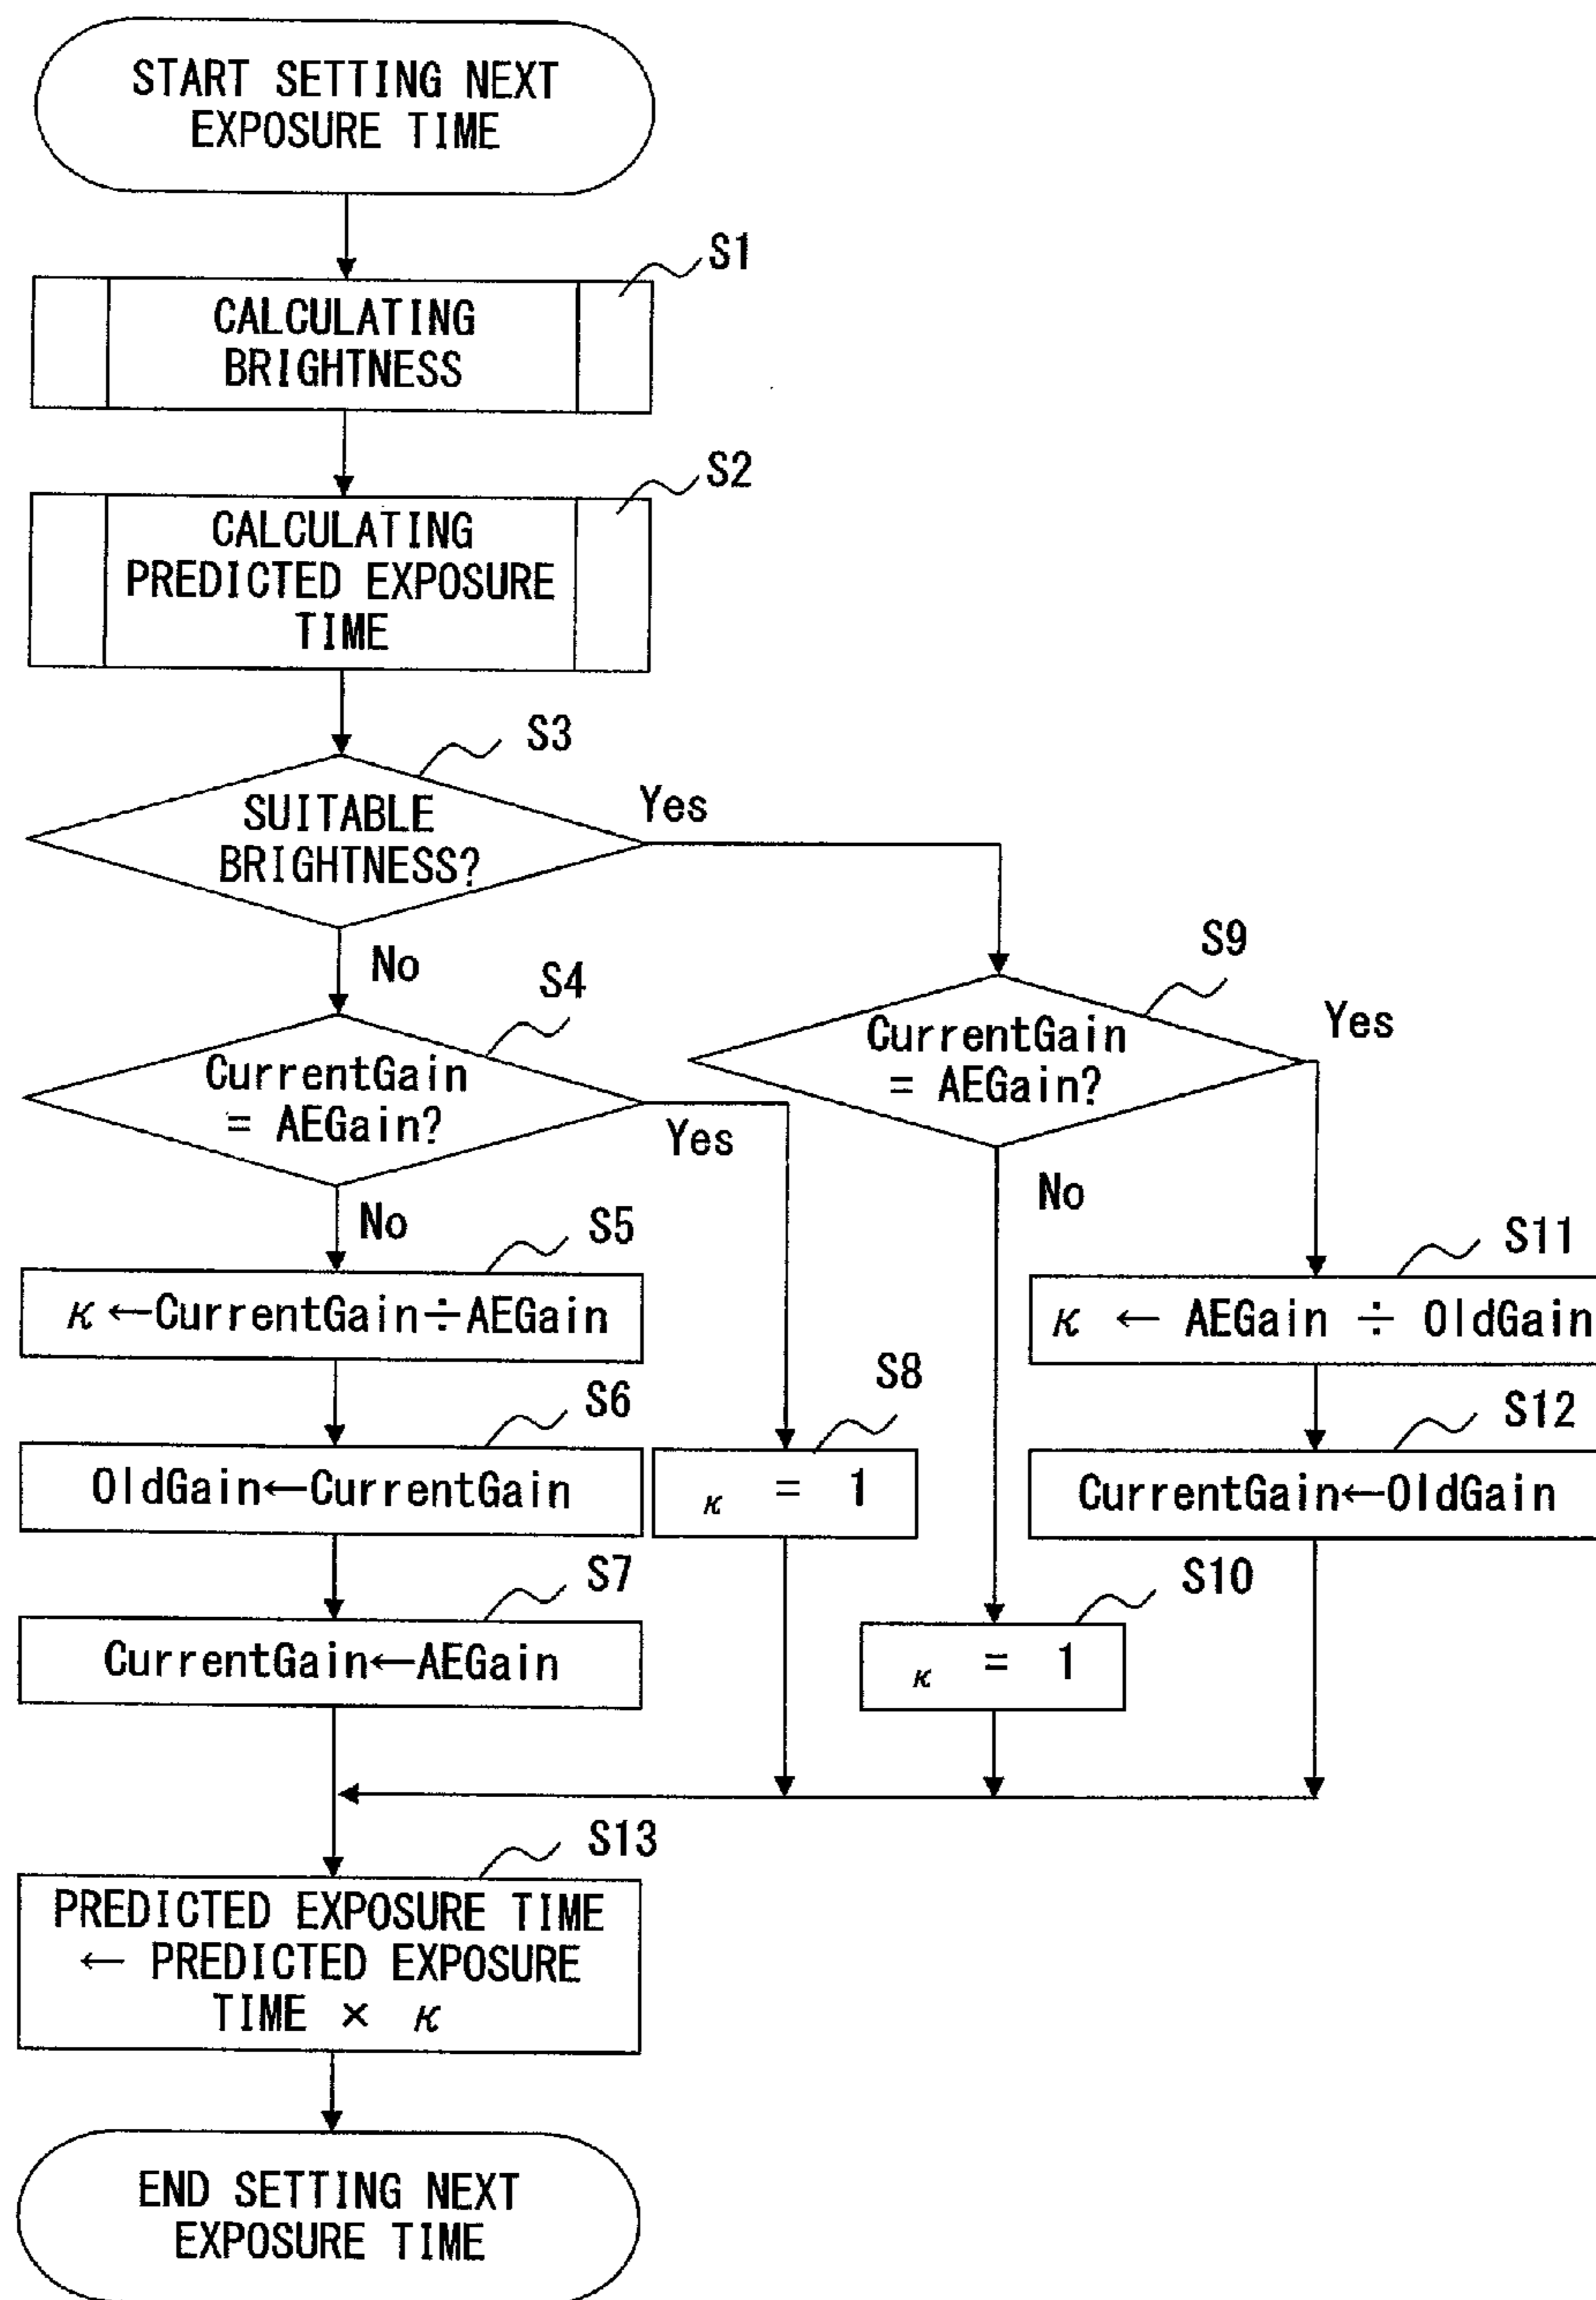 START SETTING NEXT
EXPOSURE TIME
S1
CALCULATING
BRIGHTNESS
S2
CALCULATING
PREDICTED EXPOSURE
TIME
S3
SUITABLE
BRIGHTNESS?
Yes
No
S4
CurrentGain
= AEGain?
Yes
No
S9
CurrentGain
= AEGain?
Yes
No
S5
κ←CurrentGain÷AEGain
S11
κ ← AEGain ÷ OldGain
S6
OldGain←CurrentGain
S8
κ = 1
S12
CurrentGain←OldGain
S7
CurrentGain←AEGain
S10
κ = 1
S13
PREDICTED EXPOSURE TIME
← PREDICTED EXPOSURE
TIME × κ
END SETTING NEXT
EXPOSURE TIME